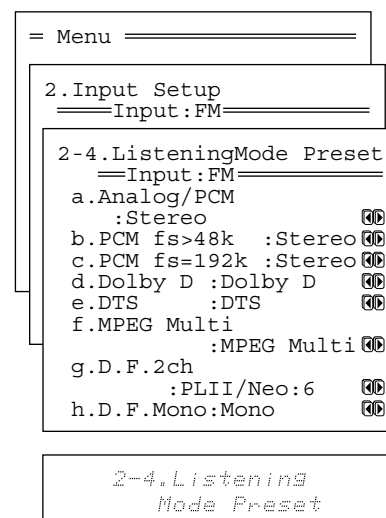 Menu
2.Input Setup
Input:FM
2-4.ListeningMode Preset
Input:FM
a.Analog/PCM
:Stereo
b.PCM fs>48k :Stereo
c.PCM fs=192k :Stereo
d.Dolby D :Dolby D
e.DTS :DTS
f.MPEG Multi
:MPEG Multi
g.D.F.2ch
:PLII/Neo:6
h.D.F.Mono:Mono
2-4.Listening
Mode Preset